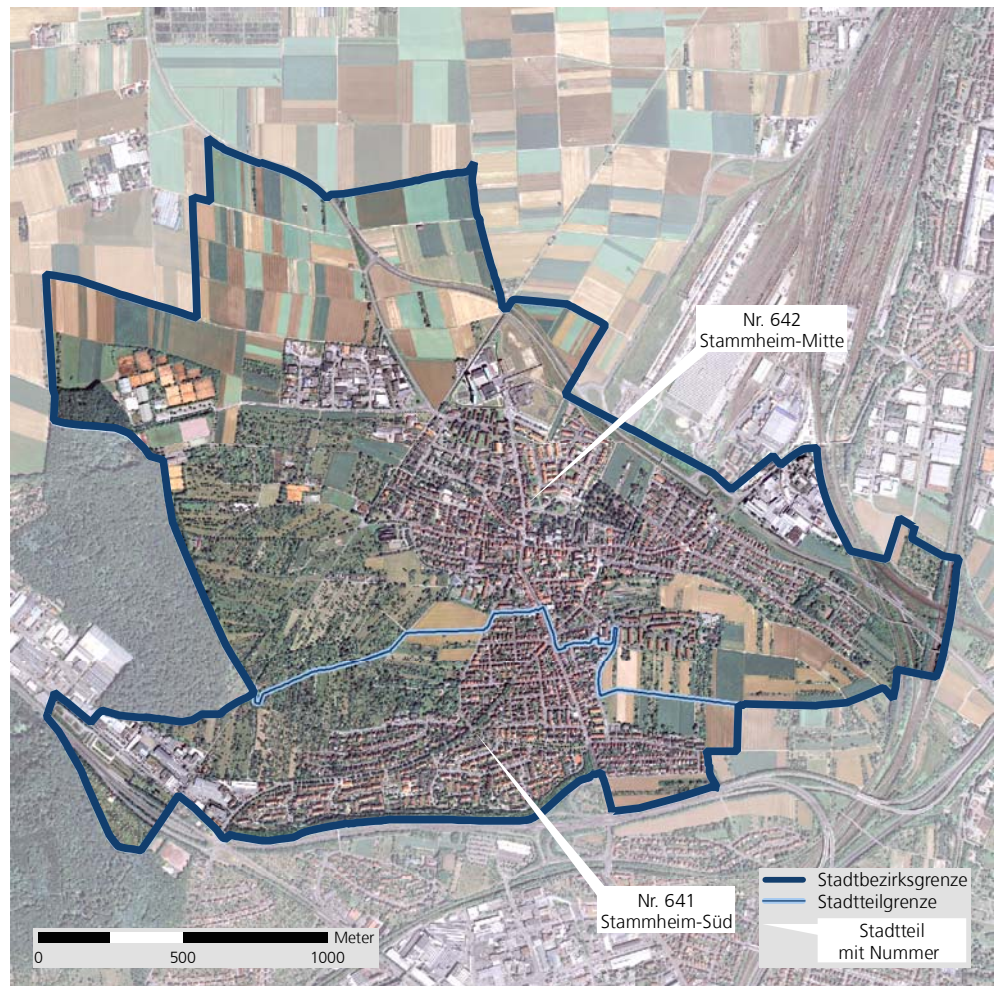 Nr. 642
Stammheim-Mitte
Nr. 641
Stammheim-Süd
Stadtbezirksgrenze
Stadtteilgrenze
Stadtteil
mit Nummer
Meter
0 500 1000